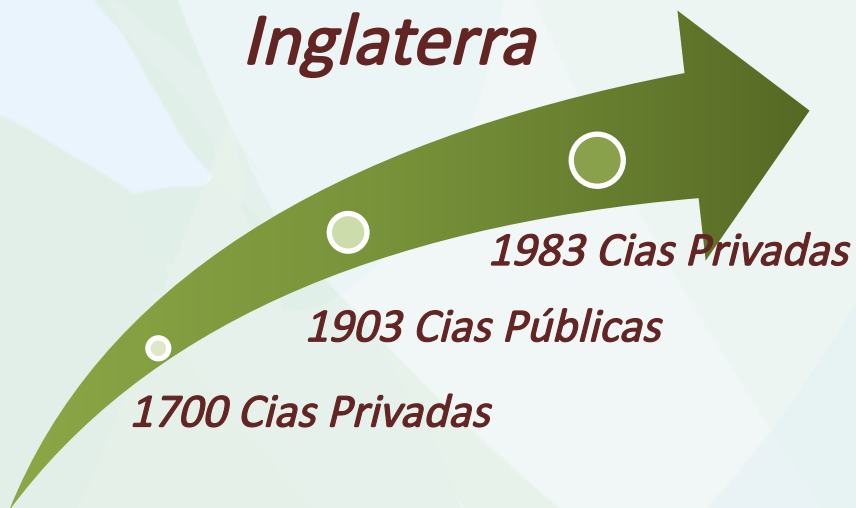 Inglaterra
1983 Cias Privadas
1903 Cias Públicas
1700 Cias Privadas